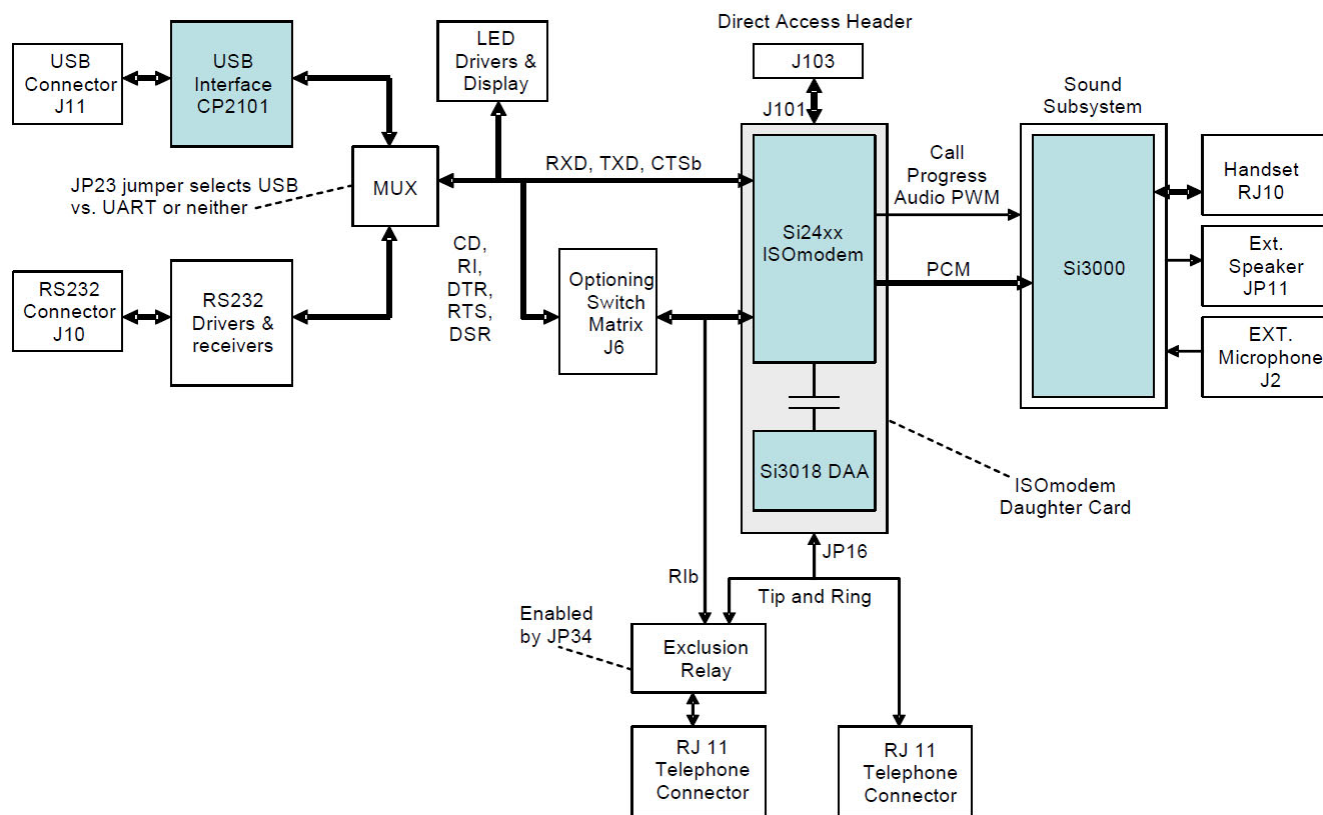 Direct Access Header
J103
J101
USB
Connector
J11
USB
Interface
CP2101
LED
Drivers &
Display
Sound
Subsystem
JP23 jumper selects USB
vs. UART or neither
MUX
RXD, TXD, CTSb
Call
Progress
Audio PWM
Handset
RJ10
Si24xx
ISOmodem
PCM
Si3000
Ext.
Speaker
JP11
EXT.
Microphone
J2
RS232
Connector
J10
RS232
Drivers &
receivers
CD,
RI,
DTR,
RTS,
DSR
Optioning
Switch
Matrix
J6
Si3018 DAA
ISOmodem
Daughter Card
JP16
RIb
Tip and Ring
Enabled
by JP34
Exclusion
Relay
RJ 11
Telephone
Connector
RJ 11
Telephone
Connector